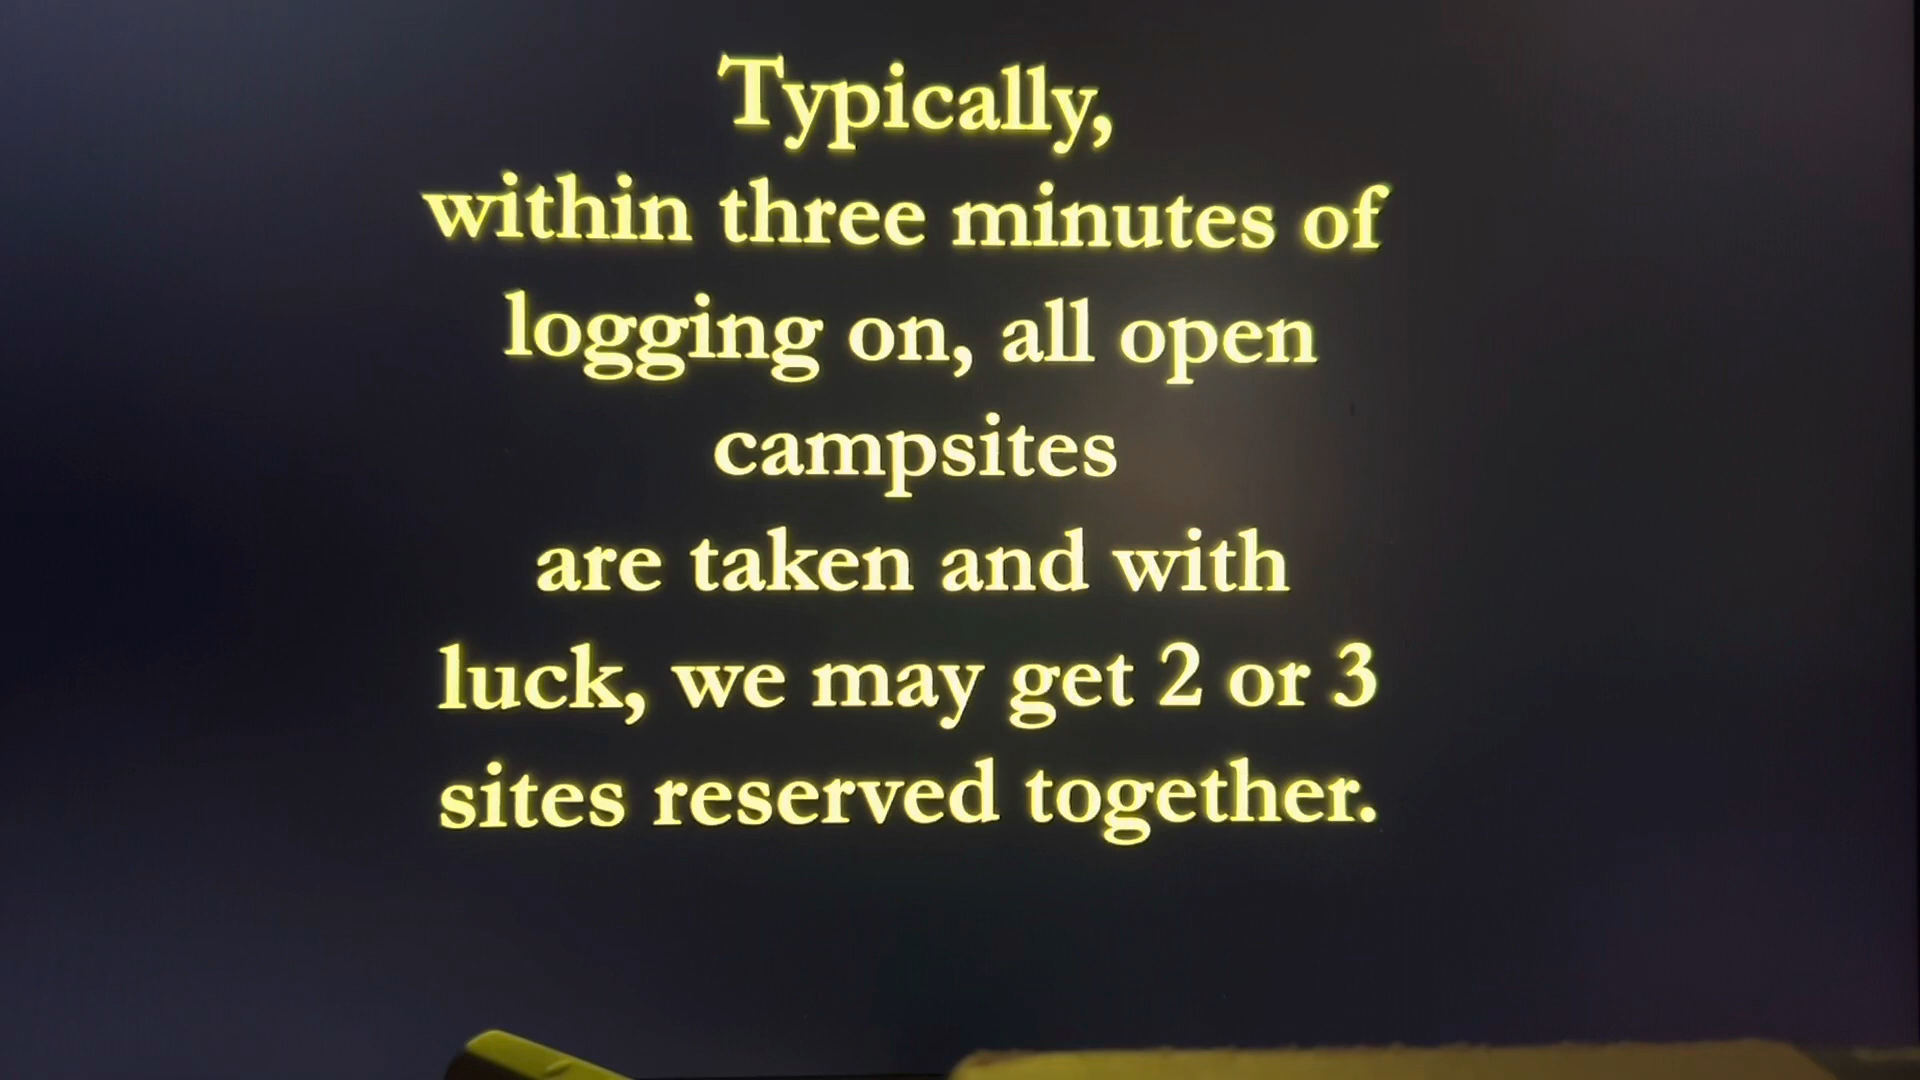 Typically,
within three minutes of
logging on, all open
campsites
are taken and with
luck, we may get 2 or 3
sites reserved together.